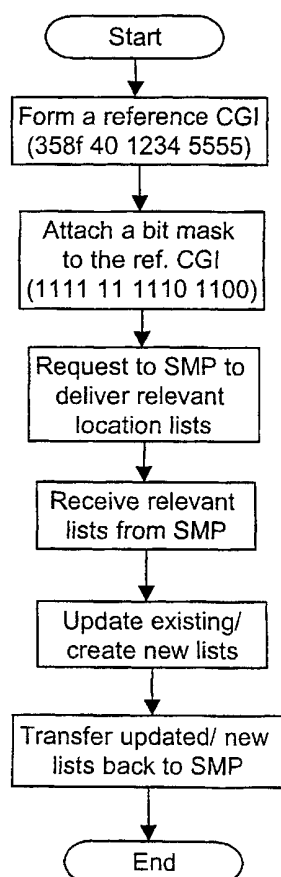 Start
Form a reference CGI
(358f 40 1234 5555)
Attach a bit mask
to the ref. CGI
(1111 11 1110 1100)
Request to SMP to
deliver relevant
location lists
Receive relevant
lists from SMP
Update existing/
create new lists
Transfer updated/ new
lists back to SMP
End